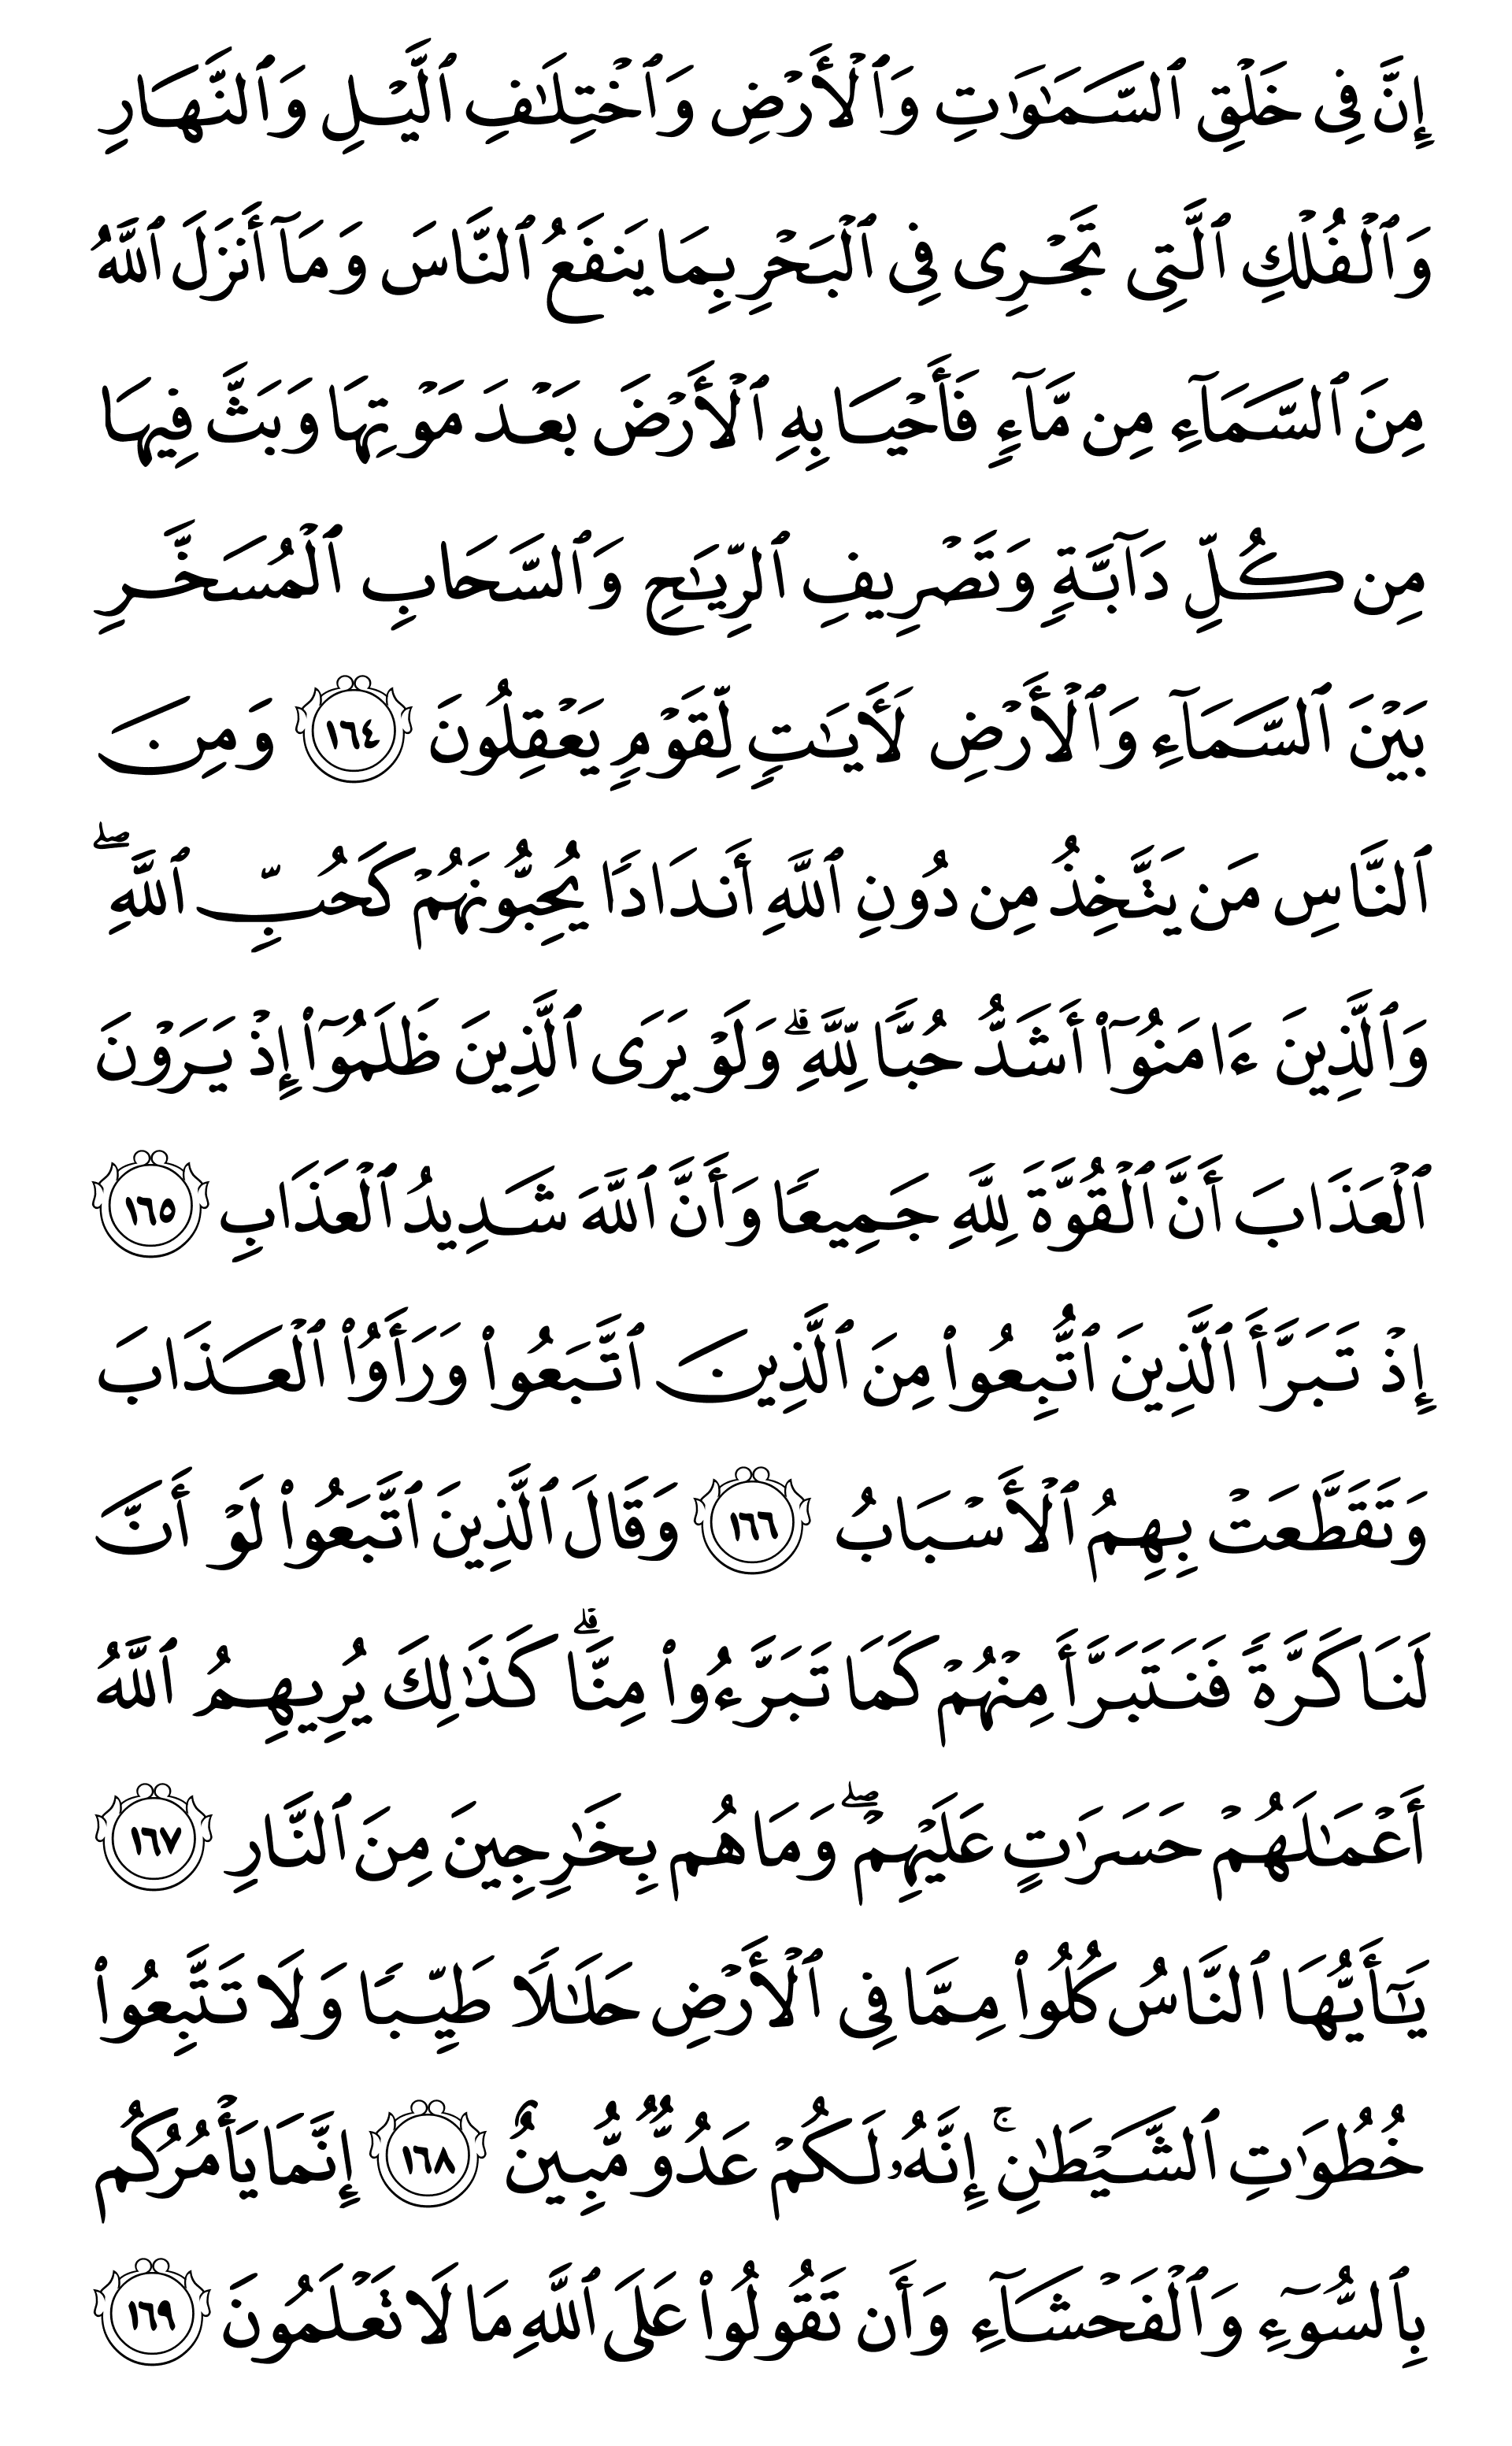 إِنَّ فِى خَلْقِ ٱلسَّمَـٰوَٰتِ وَٱلْأَرْضِ وَٱخْتِلَـٰفِ ٱلَّيْلِ وَٱلنَّهَارِ
وَٱلْفُلْكِ ٱلَّتِى تَجْرِى فِى ٱلْبَحْرِ بِمَا يَنفَعُ ٱلنَّاسَ وَمَآ أَنزَلَ ٱللَّهُ
مِنَ ٱلسَّمَآءِ مِن مَّآءٍ فَأَحْيَا بِهِ ٱلْأَرْضَ بَعْدَ مَوْتِهَا وَبَثَّ فِيهَا
مِن كُلِّ دَآبَّةٍ وَتَصْرِيفِ ٱلرِّيَـٰحِ وَٱلسَّحَابِ ٱلْمُسَخَّرِ
بَيْنَ ٱلسَّمَآءِ وَٱلْأَرْضِ لَـَٔايَـٰتٍ لِّقَوْمٍ يَعْقِلُونَ ١٦٤ وَمِنَ
ٱلنَّاسِ مَن يَتَّخِذُ مِن دُونِ ٱللَّهِ أَندَادًا يُحِبُّونَهُمْ كَحُبِّ ٱللَّهِ ۖ
وَٱلَّذِينَ ءَامَنُوٓا۟ أَشَدُّ حُبًّا لِّلَّهِ ۗ وَلَوْ يَرَى ٱلَّذِينَ ظَلَمُوٓا۟ إِذْ يَرَوْنَ
ٱلْعَذَابَ أَنَّ ٱلْقُوَّةَ لِلَّهِ جَمِيعًا وَأَنَّ ٱللَّهَ شَدِيدُ ٱلْعَذَابِ ١٦٥
إِذْ تَبَرَّأَ ٱلَّذِينَ ٱتُّبِعُوا۟ مِنَ ٱلَّذِينَ ٱتَّبَعُوا۟ وَرَأَوُا۟ ٱلْعَذَابَ
وَتَقَطَّعَتْ بِهِمُ ٱلْأَسْبَابُ ١٦٦ وَقَالَ ٱلَّذِينَ ٱتَّبَعُوا۟ لَوْ أَنَّ
لَنَا كَرَّةً فَنَتَبَرَّأَ مِنْهُمْ كَمَا تَبَرَّءُوا۟ مِنَّا ۗ كَذَٰلِكَ يُرِيهِمُ ٱللَّهُ
أَعْمَـٰلَهُمْ حَسَرَٰتٍ عَلَيْهِمْ ۖ وَمَا هُم بِخَـٰرِجِينَ مِنَ ٱلنَّارِ ١٦٧
يَـٰٓأَيُّهَا ٱلنَّاسُ كُلُوا۟ مِمَّا فِى ٱلْأَرْضِ حَلَـٰلًا طَيِّبًا وَلَا تَتَّبِعُوا۟
خُطُوَٰتِ ٱلشَّيْطَـٰنِ ۚ إِنَّهُۥ لَكُمْ عَدُوٌّ مُّبِينٌ ١٦٨ إِنَّمَا يَأْمُرُكُم
بِٱلسُّوٓءِ وَٱلْفَحْشَآءِ وَأَن تَقُولُوا۟ عَلَى ٱللَّهِ مَا لَا تَعْلَمُونَ ١٦٩